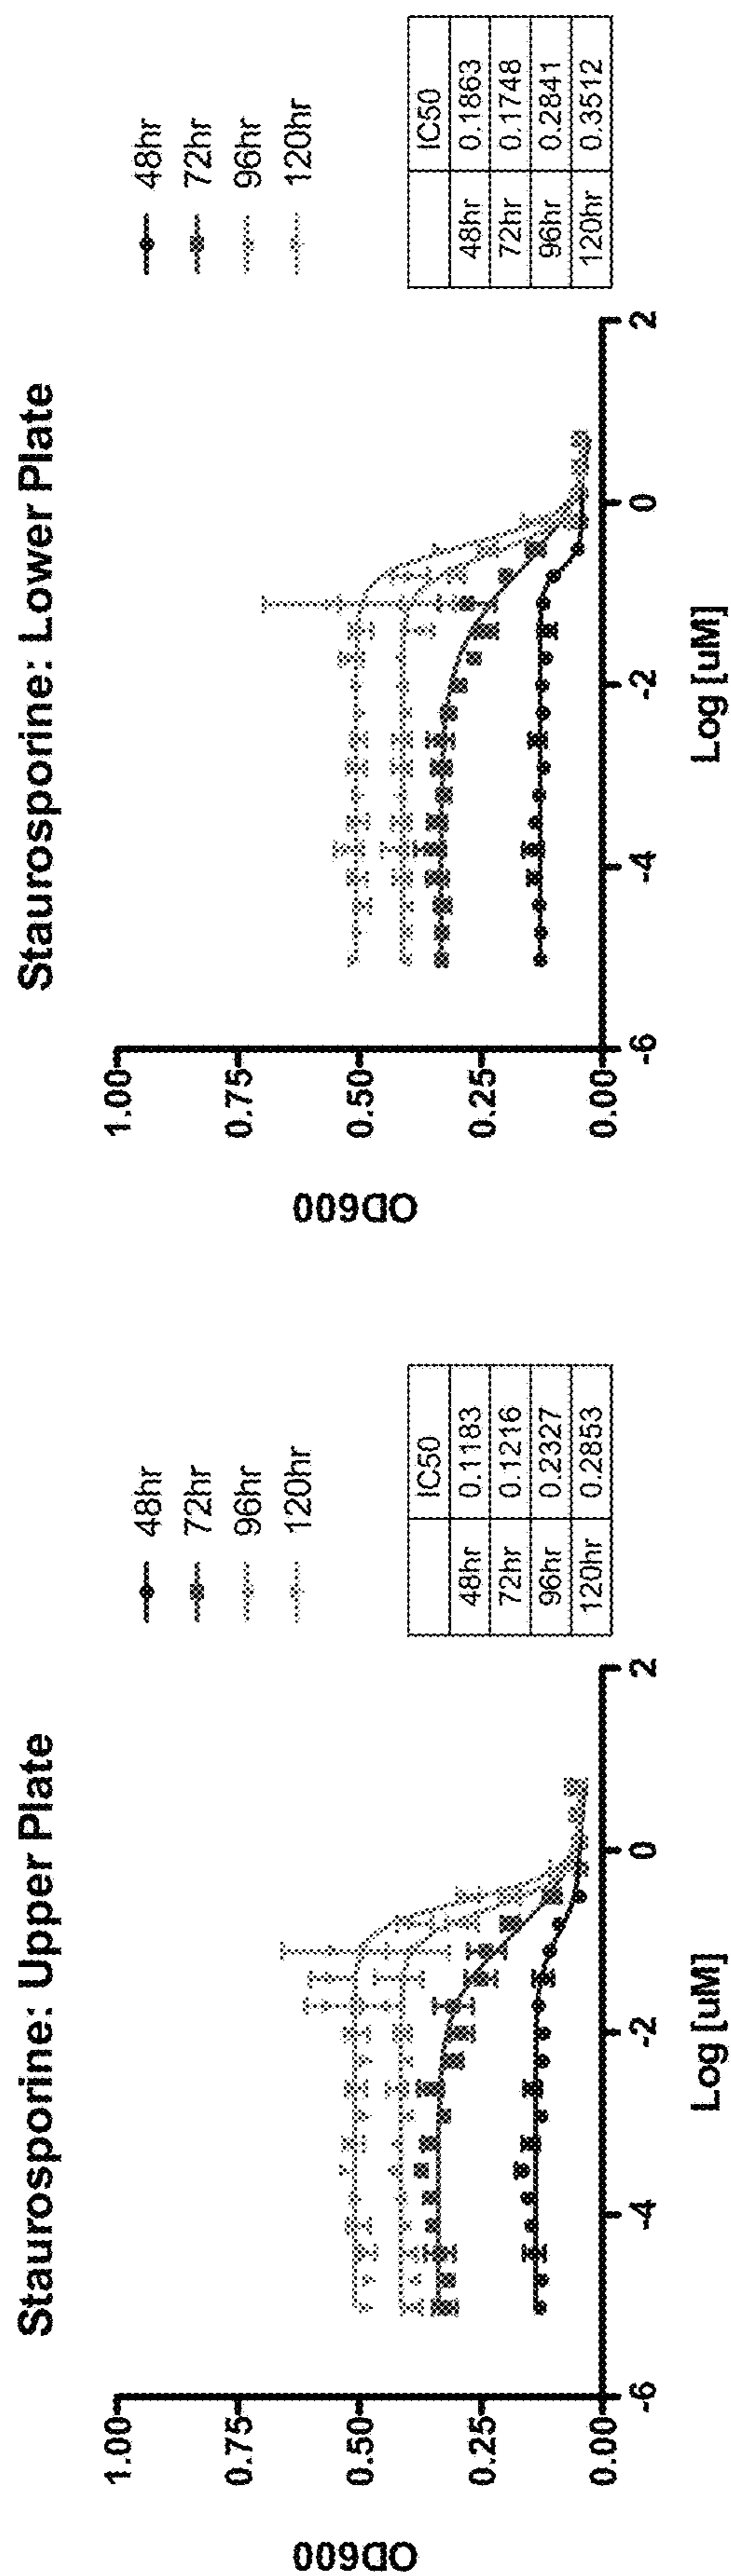 Staurosporine: Upper Plate
1.00
0.75
0.50
0.25
0.00
OD600
-6
-4
-2
0
2
Log [uM]
48hr
72hr
96hr
120hr
IC50
48hr 0.1183
72hr 0.1216
96hr 0.2327
120hr 0.2853
Staurosporine: Lower Plate
1.00
0.75
0.50
0.25
0.00
OD600
-6
-4
-2
0
2
Log [uM]
48hr
72hr
96hr
120hr
IC50
48hr 0.1863
72hr 0.1748
96hr 0.2841
120hr 0.3512